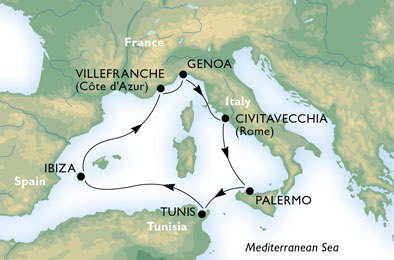 France
GENOA
VILLEFRANCHE
(Côte d'Azur)
Italy
CIVITAVECCHIA
(Rome)
IBIZA
Spain
PALERMO
TUNIS
Tunisia
Mediterranean Sea